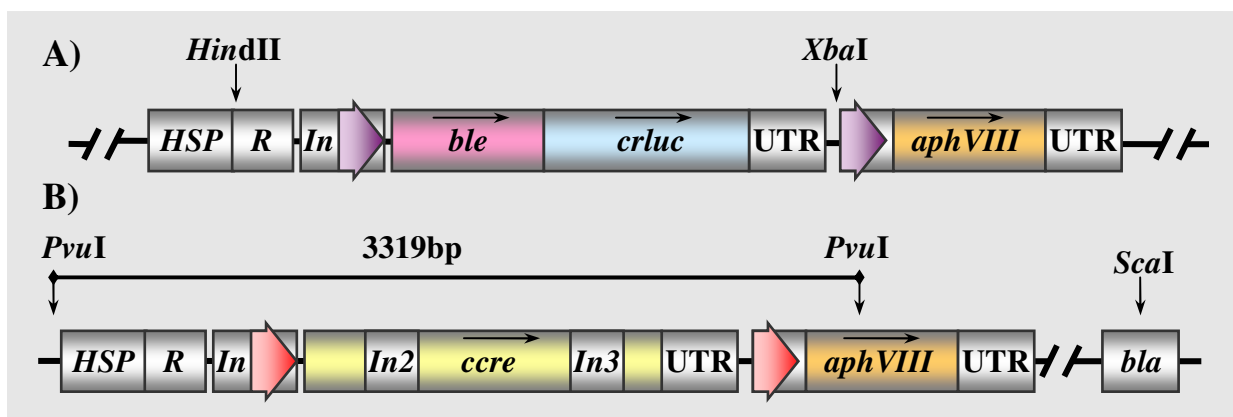 A) HindII XbaI
HSP R In ble crluc UTR aphVIII UTR
B)
PvuI 3319bp PvuI ScaI
HSP R In In2 ccre In3 UTR aphVIII UTR bla